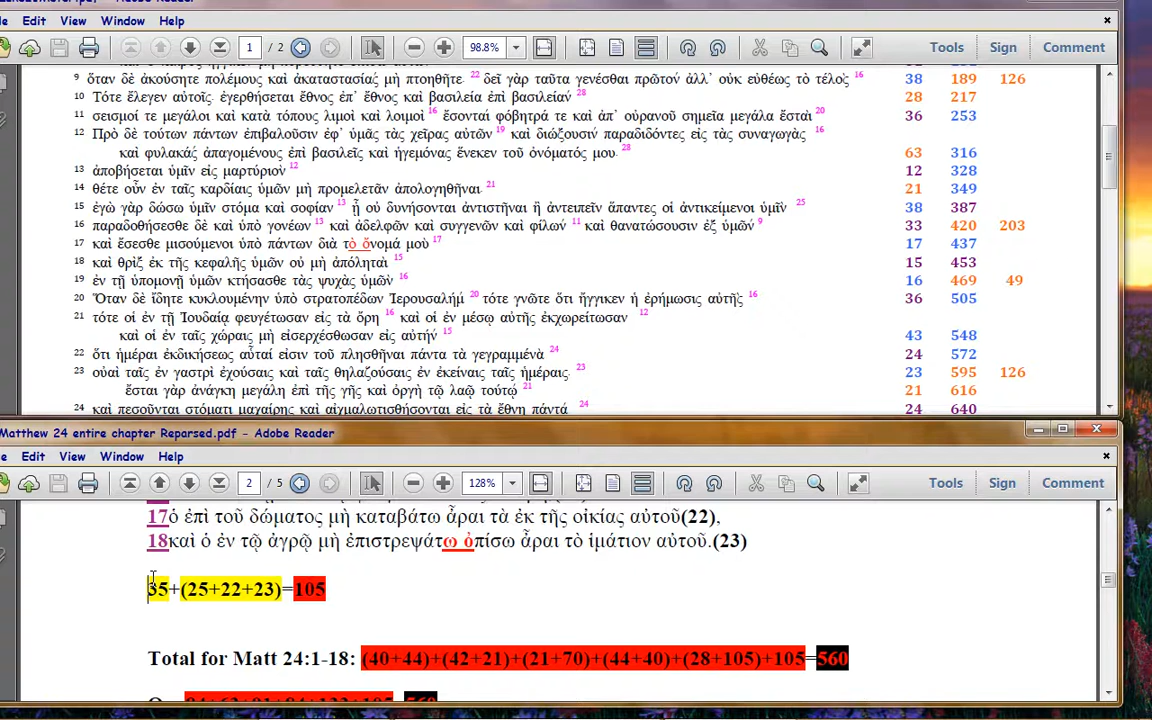 Edit View Window Help ×
1 / 2 98.8% Tools Sign Comment
9 ὅταν δὲ ἀκούσητε πολέμους καὶ ἀκαταστασίας μὴ πτοηθῆτε 22 δεῖ γὰρ ταῦτα γενέσθαι πρῶτον ἀλλ᾽ οὐκ εὐθέως τὸ τέλος 16 38 189 126
10 Τότε ἔλεγεν αὐτοῖς ἐγερθήσεται ἔθνος ἐπ᾽ ἔθνος καὶ βασιλεία ἐπὶ βασιλείαν 28 28 217
11 σεισμοί τε μεγάλοι καὶ κατὰ τόπους λιμοὶ καὶ λοιμοὶ 16 ἔσονταί φόβητρά τε καὶ ἀπ᾽ οὐρανοῦ σημεῖα μεγάλα ἔσται 20 36 253
12 Πρὸ δὲ τούτων πάντων ἐπιβαλοῦσιν ἐφ᾽ ὑμᾶς τὰς χεῖρας αὐτῶν 19 καὶ διώξουσιν παραδιδόντες εἰς τὰς συναγωγὰς 16
καὶ φυλακάς ἀπαγομένους ἐπὶ βασιλεῖς καὶ ἡγεμόνας ἕνεκεν τοῦ ὀνόματός μου 28 63 316
13 ἀποβήσεται ὑμῖν εἰς μαρτύριον 12 12 328
14 θέτε οὖν ἐν ταῖς καρδίαις ὑμῶν μὴ προμελετᾶν ἀπολογηθῆναι 21 21 349
15 ἐγὼ γὰρ δώσω ὑμῖν στόμα καὶ σοφίαν 13 ᾗ οὐ δυνήσονται ἀντιστῆναι ἢ ἀντειπεῖν ἅπαντες οἱ ἀντικείμενοι ὑμῖν 25 38 387
16 παραδοθήσεσθε δὲ καὶ ὑπὸ γονέων 13 καὶ ἀδελφῶν καὶ συγγενῶν καὶ φίλων 11 καὶ θανατώσουσιν ἐξ ὑμῶν 9 33 420 203
17 καὶ ἔσεσθε μισούμενοι ὑπὸ πάντων διὰ τὸ ὄνομά μου 17 17 437
18 καὶ θρὶξ ἐκ τῆς κεφαλῆς ὑμῶν οὐ μὴ ἀπόληται 15 15 453
19 ἐν τῇ ὑπομονῇ ὑμῶν κτήσασθε τὰς ψυχὰς ὑμῶν 16 16 469 49
20 Ὅταν δὲ ἴδητε κυκλουμένην ὑπὸ στρατοπέδων Ἰερουσαλήμ 20 τότε γνῶτε ὅτι ἤγγικεν ἡ ἐρήμωσις αὐτῆς 16 36 505
21 τότε οἱ ἐν τῇ Ἰουδαίᾳ φευγέτωσαν εἰς τὰ ὄρη 16 καὶ οἱ ἐν μέσῳ αὐτῆς ἐκχωρείτωσαν 12
καὶ οἱ ἐν ταῖς χώραις μὴ εἰσερχέσθωσαν εἰς αὐτήν 15 43 548
22 ὅτι ἡμέραι ἐκδικήσεως αὗταί εἰσιν τοῦ πλησθῆναι πάντα τὰ γεγραμμένα 24 24 572
23 οὐαὶ ταῖς ἐν γαστρὶ ἐχούσαις καὶ ταῖς θηλαζούσαις ἐν ἐκείναις ταῖς ἡμέραις 23 23 595 126
ἔσται γὰρ ἀνάγκη μεγάλη ἐπὶ τῆς γῆς καὶ ὀργὴ τῷ λαῷ τούτῳ 21 21 616
24 καὶ πεσοῦνται στόματι μαχαίρης καὶ αἰχμαλωτισθήσονται εἰς τὰ ἔθνη πάντα 24 24 640
Matthew 24 entire chapter Reparsed.pdf - Adobe Reader
Edit View Window Help ×
2 / 5 128% Tools Sign Comment
17ὁ ἐπὶ τοῦ δώματος μὴ καταβάτω ἆραι τὰ ἐκ τῆς οἰκίας αὐτοῦ(22),
18καὶ ὁ ἐν τῷ ἀγρῷ μὴ ἐπιστρεψάτω ὀπίσω ἆραι τὸ ἱμάτιον αὐτοῦ.(23)
35+(25+22+23)=105
Total for Matt 24:1-18: (40+44)+(42+21)+(21+70)+(44+40)+(28+105)+105=560